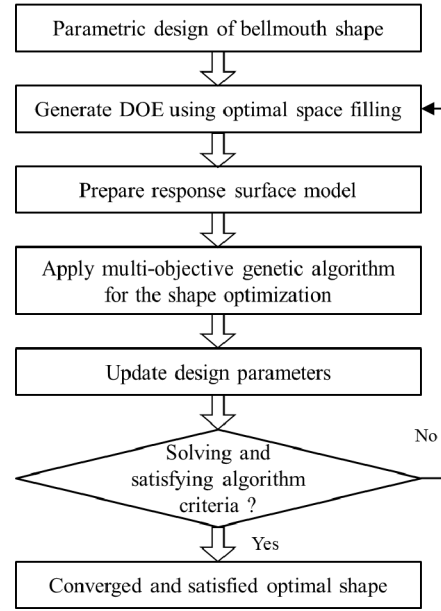 Parametric design of bellmouth shape
Generate DOE using optimal space filling
Prepare response surface model
Apply multi-objective genetic algorithm
for the shape optimization
Update design parameters
Solving and
satisfying algorithm
criteria ?
No
Yes
Converged and satisfied optimal shape